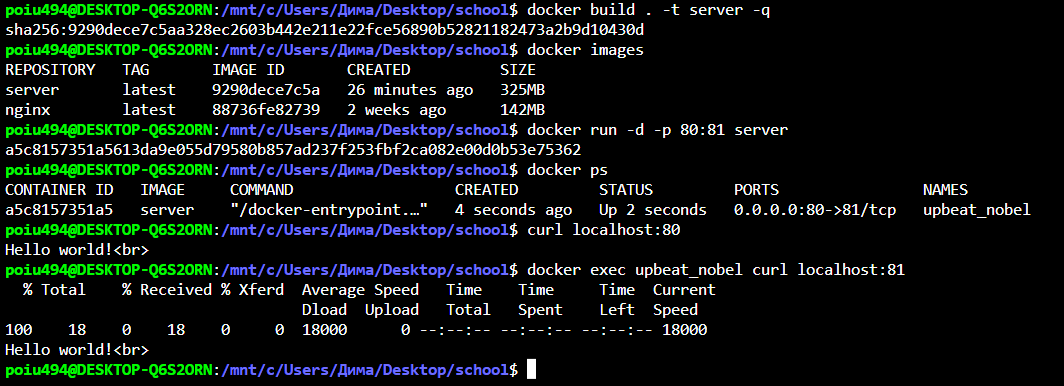 poiu494@DESKTOP-Q6S2ORN:/mnt/c/Users/Дима/Desktop/school$ docker build . -t server -q
sha256:9290dece7c5aa328ec2603b442e211e22fce56890b52821182473a2b9d10430d
poiu494@DESKTOP-Q6S2ORN:/mnt/c/Users/Дима/Desktop/school$ docker images
REPOSITORY   TAG       IMAGE ID       CREATED          SIZE
server       latest    9290dece7c5a   26 minutes ago   325MB
nginx        latest    88736fe82739   2 weeks ago      142MB
poiu494@DESKTOP-Q6S2ORN:/mnt/c/Users/Дима/Desktop/school$ docker run -d -p 80:81 server
a5c8157351a5613da9e055d79580b857ad237f253fbf2ca082e00d0b53e75362
poiu494@DESKTOP-Q6S2ORN:/mnt/c/Users/Дима/Desktop/school$ docker ps
CONTAINER ID   IMAGE     COMMAND                  CREATED         STATUS         PORTS                NAMES
a5c8157351a5   server    "/docker-entrypoint.…"   4 seconds ago   Up 2 seconds   0.0.0.0:80->81/tcp   upbeat_nobel
poiu494@DESKTOP-Q6S2ORN:/mnt/c/Users/Дима/Desktop/school$ curl localhost:80
Hello world!<br>
poiu494@DESKTOP-Q6S2ORN:/mnt/c/Users/Дима/Desktop/school$ docker exec upbeat_nobel curl localhost:81
  % Total    % Received % Xferd  Average Speed   Time    Time     Time  Current
                                 Dload  Upload   Total   Spent    Left  Speed
100    18    0    18    0     0  18000      0 --:--:-- --:--:-- --:--:-- 18000
Hello world!<br>
poiu494@DESKTOP-Q6S2ORN:/mnt/c/Users/Дима/Desktop/school$